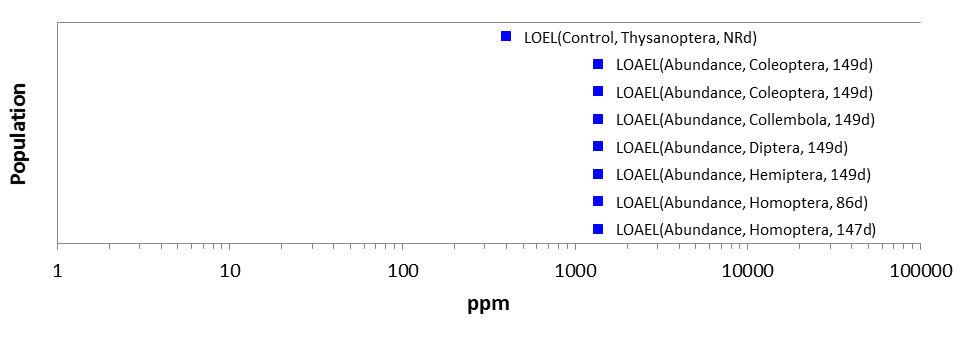 LOEL(Control, Thysanoptera, NRd)
LOAEL(Abundance, Coleoptera, 149d)
LOAEL(Abundance, Coleoptera, 149d)
LOAEL(Abundance, Collembola, 149d)
LOAEL(Abundance, Diptera, 149d)
LOAEL(Abundance, Hemiptera, 149d)
LOAEL(Abundance, Homoptera, 86d)
LOAEL(Abundance, Homoptera, 147d)
Population
1 10 100 1000 10000 100000
ppm